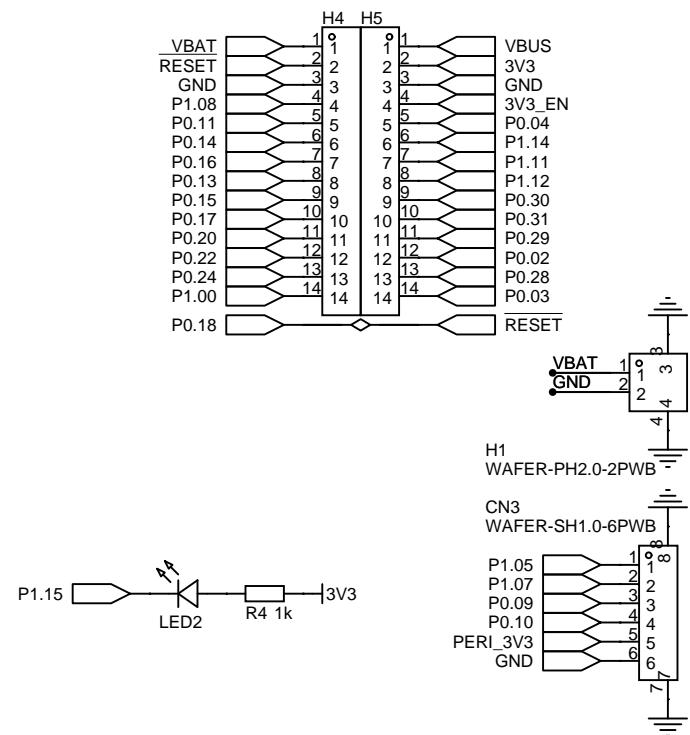 H4 H5
VBAT 1 1 1 1 VBUS
RESET 2 2 2 2 3V3
GND 3 3 3 3 GND
P1.08 4 4 4 4 3V3_EN
P0.11 5 5 5 5 P0.04
P0.14 6 6 6 6 P1.14
P0.16 7 7 7 7 P1.11
P0.13 8 8 8 8 P1.12
P0.15 9 9 9 9 P0.30
P0.17 10 10 10 10 P0.31
P0.20 11 11 11 11 P0.29
P0.22 12 12 12 12 P0.02
P0.24 13 13 13 13 P0.28
P1.00 14 14 14 14 P0.03
P0.18 RESET
3 3
VBAT 1 1
GND 2 2
4 4
H1
WAFER-PH2.0-2PWB
CN3
WAFER-SH1.0-6PWB
8 8
P1.05 1 1
P1.07 2 2
P0.09 3 3
P0.10 4 4
PERI_3V3 5 5
GND 6 6
7 7
P1.15 3V3
LED2 R4 1k